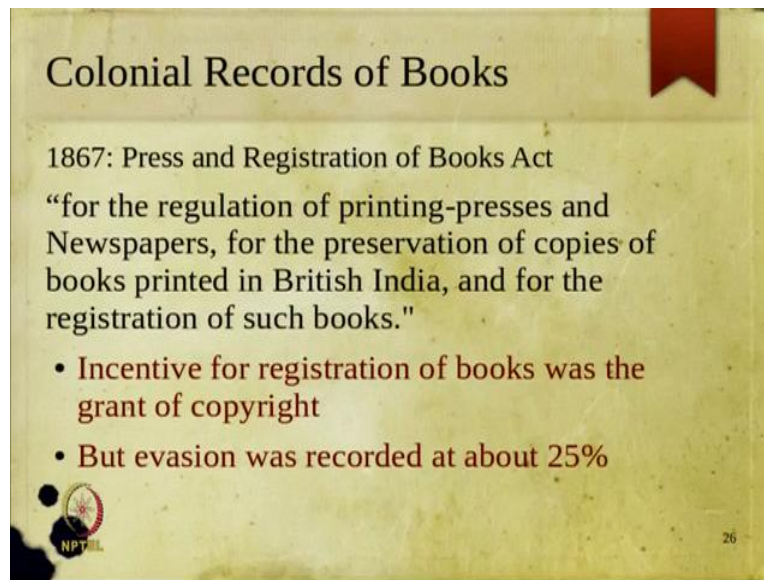 Colonial Records of Books
1867: Press and Registration of Books Act
“for the regulation of printing-presses and
Newspapers, for the preservation of copies of
books printed in British India, and for the
registration of such books."
• Incentive for registration of books was the
grant of copyright
• But evasion was recorded at about 25%
NPTEL
26